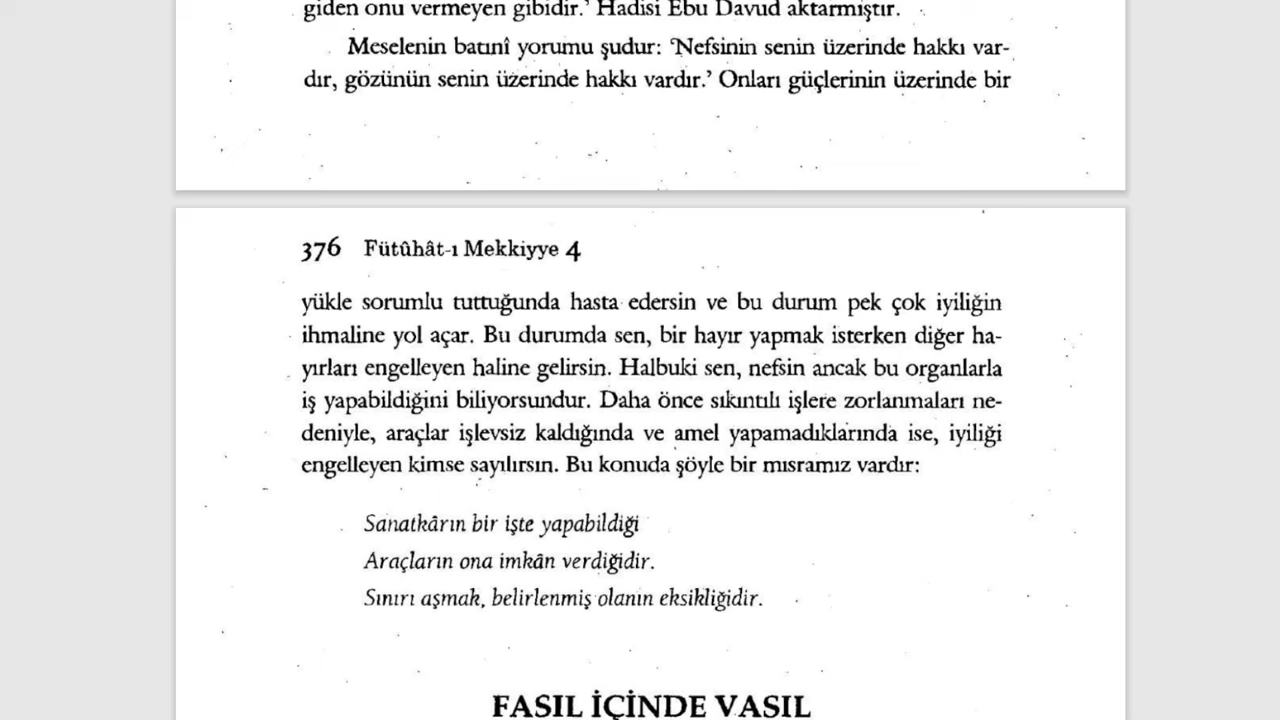 giden onu vermeyen gibidir.’ Hadisi Ebu Davud aktarmıştır.
Meselenin batınî yorumu şudur: ‘Nefsinin senin üzerinde hakkı var-
dır, gözünün senin üzerinde hakkı vardır.’ Onları güçlerinin üzerinde bir
376 Fütûhât-ı Mekkiyye 4
yükle sorumlu tuttuğunda hasta edersin ve bu durum pek çok iyiliğin
ihmaline yol açar. Bu durumda sen, bir hayır yapmak isterken diğer ha-
yırları engelleyen haline gelirsin. Halbuki sen, nefsin ancak bu organlarla
iş yapabildiğini biliyorsundur. Daha önce sıkıntılı işlere zorlanmaları ne-
deniyle, araçlar işlevsiz kaldığında ve amel yapamadıklarında ise, iyiliği
engelleyen kimse sayılırsın. Bu konuda şöyle bir mısramız vardır:
Sanatkârın bir işte yapabildiği
Araçların ona imkân verdiğidir.
Sınırı aşmak, belirlenmiş olanın eksikliğidir.
FASIL İÇİNDE VASIL